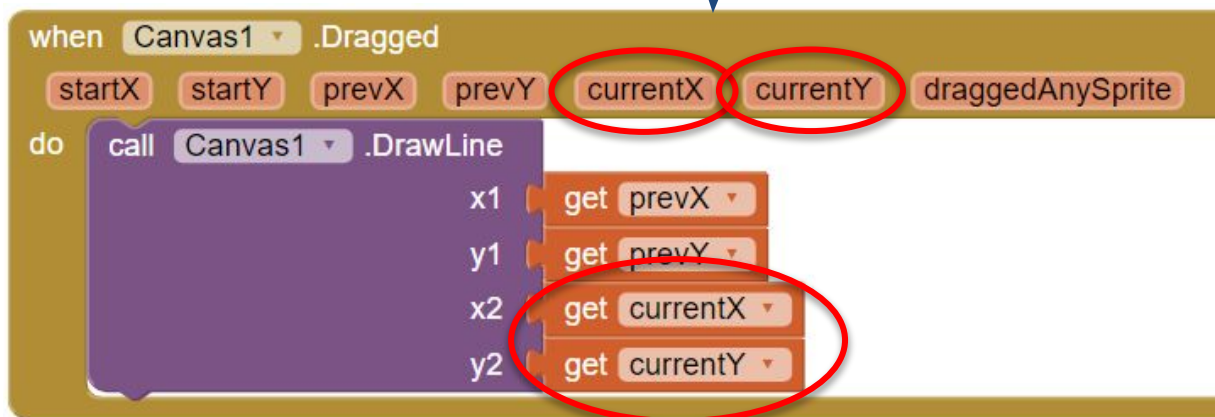 when Canvas1 .Dragged
startX startY prevX prevY currentX currentY draggedAnySprite
do call Canvas1 .DrawLine
x1 get prevX
y1 get prevY
x2 get currentX
y2 get currentY